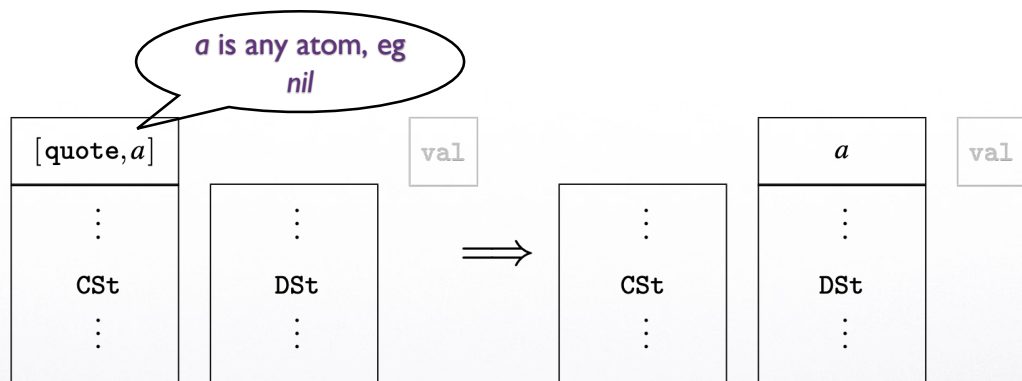 a is any atom, eg
nil
[quote, a]
val
a
val
⋮
⋮
⋮
⋮
CSt
DSt
⟹
CSt
DSt
⋮
⋮
⋮
⋮